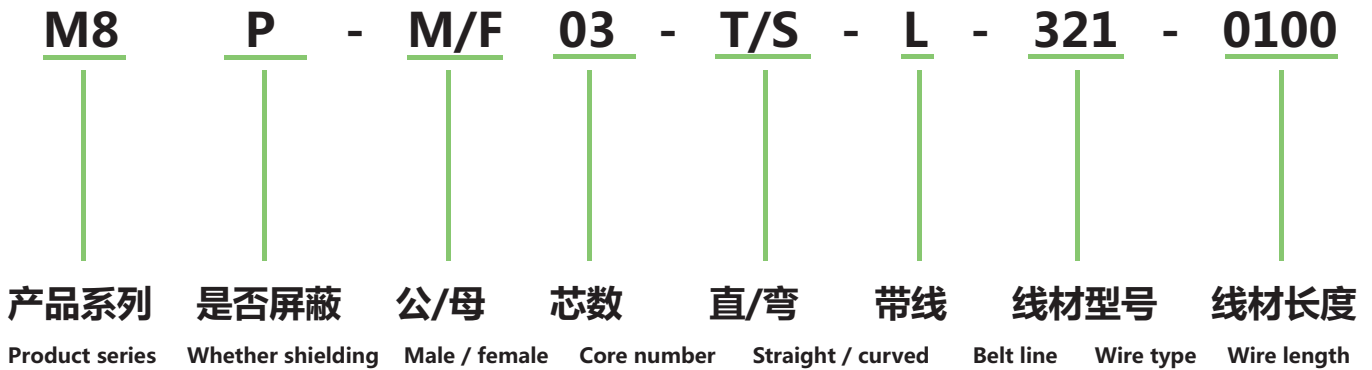 M8 P - M/F 03 - T/S - L - 321 - 0100
产品系列 是否屏蔽 公/母 芯数 直/弯 带线 线材型号 线材长度
Product series Whether shielding Male / female Core number Straight / curved Belt line Wire type Wire length